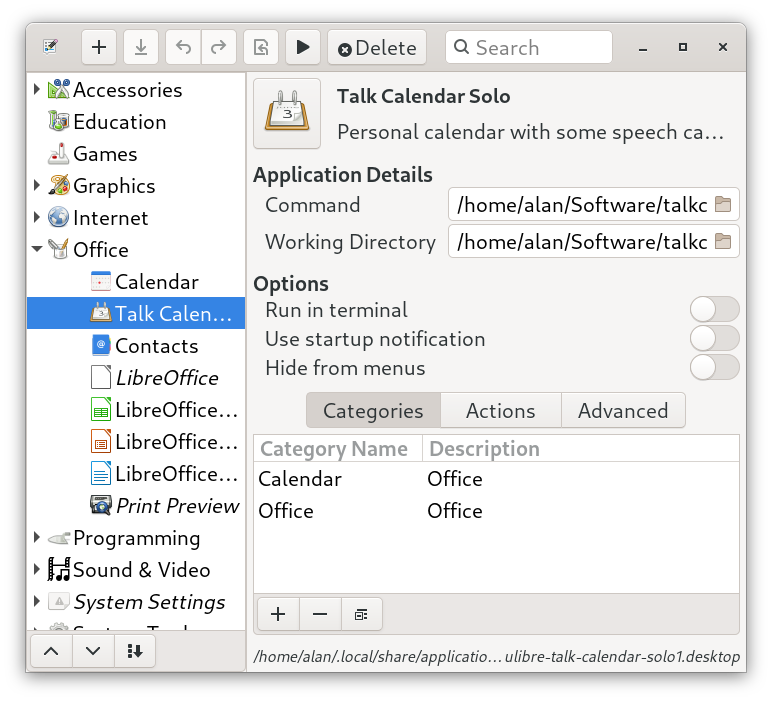 Delete
Search
Accessories
Education
Games
Graphics
Internet
Office
Calendar
Talk Calen...
Contacts
LibreOffice
LibreOffice...
LibreOffice...
LibreOffice...
Print Preview
Programming
Sound & Video
System Settings
3
Talk Calendar Solo
Personal calendar with some speech ca...
Application Details
Command
/home/alan/Software/talkc
Working Directory
/home/alan/Software/talkc
Options
Run in terminal
Use startup notification
Hide from menus
Categories
Actions
Advanced
Category Name
Description
Calendar
Office
Office
Office
/home/alan/.local/share/applicatio...ulibre-talk-calendar-solo1.desktop